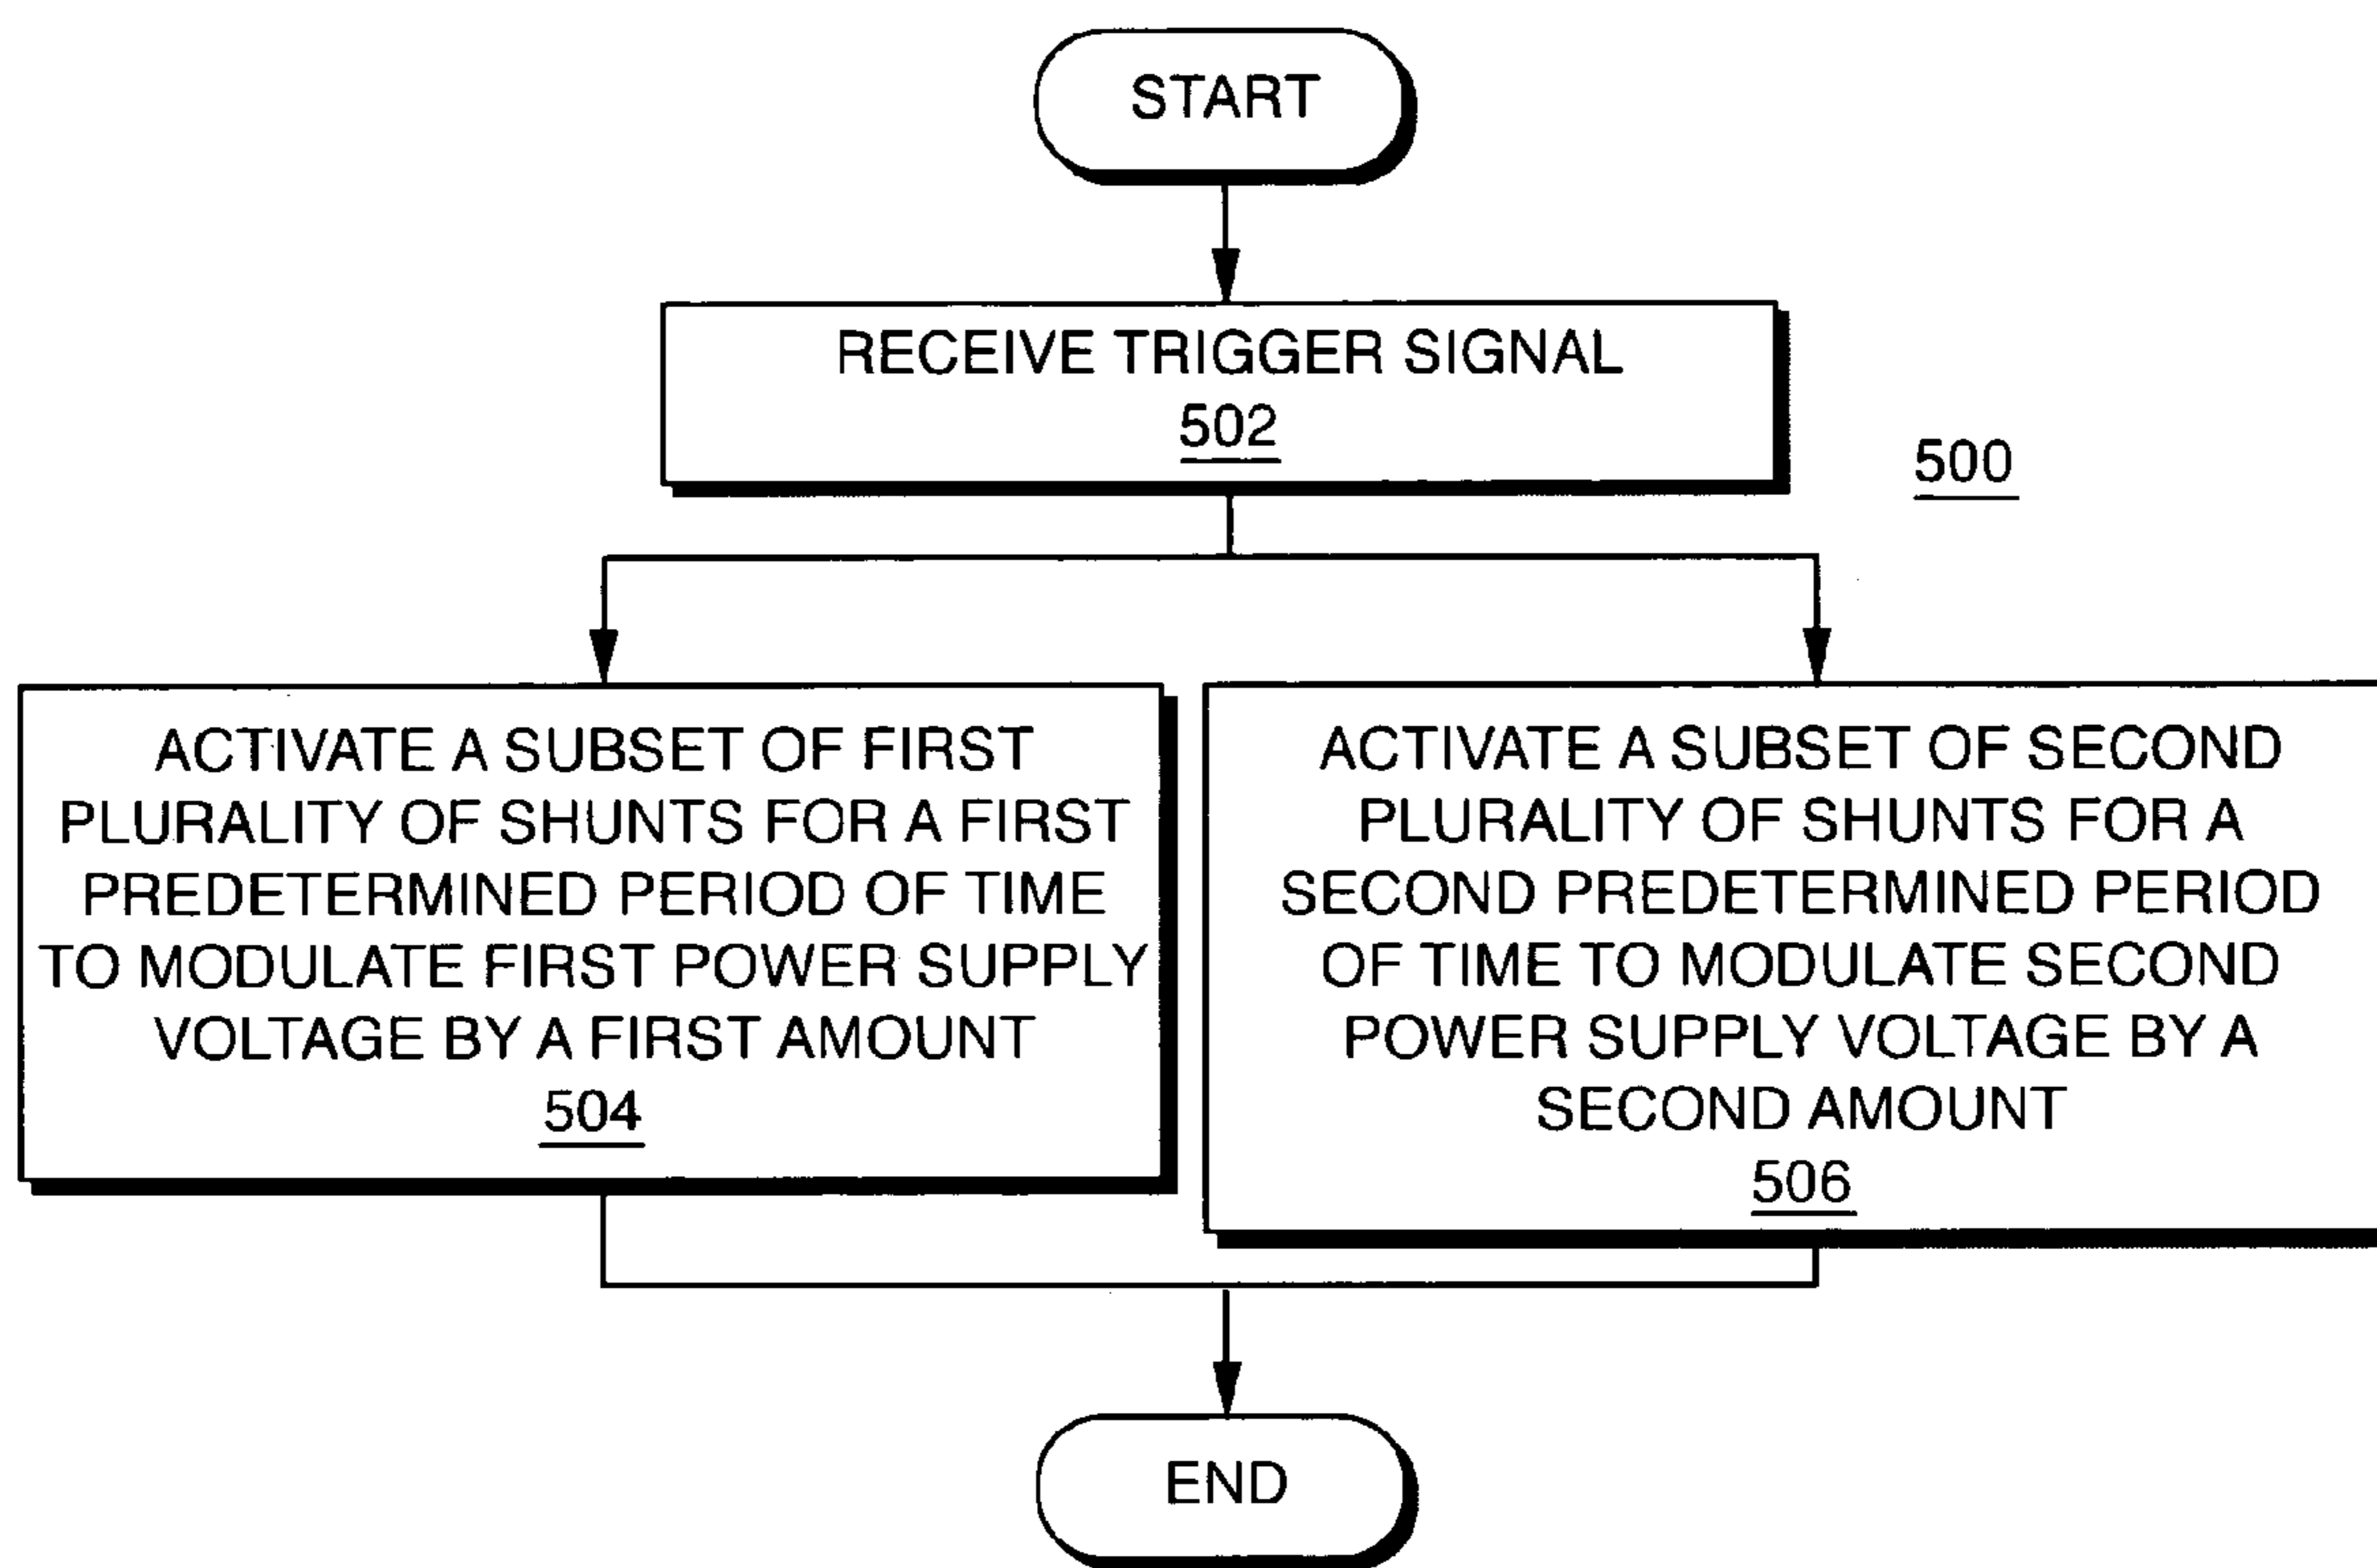 START
RECEIVE TRIGGER SIGNAL
502
500
ACTIVATE A SUBSET OF FIRST
PLURALITY OF SHUNTS FOR A FIRST
PREDETERMINED PERIOD OF TIME
TO MODULATE FIRST POWER SUPPLY
VOLTAGE BY A FIRST AMOUNT
504
ACTIVATE A SUBSET OF SECOND
PLURALITY OF SHUNTS FOR A
SECOND PREDETERMINED PERIOD
OF TIME TO MODULATE SECOND
POWER SUPPLY VOLTAGE BY A
SECOND AMOUNT
506
END